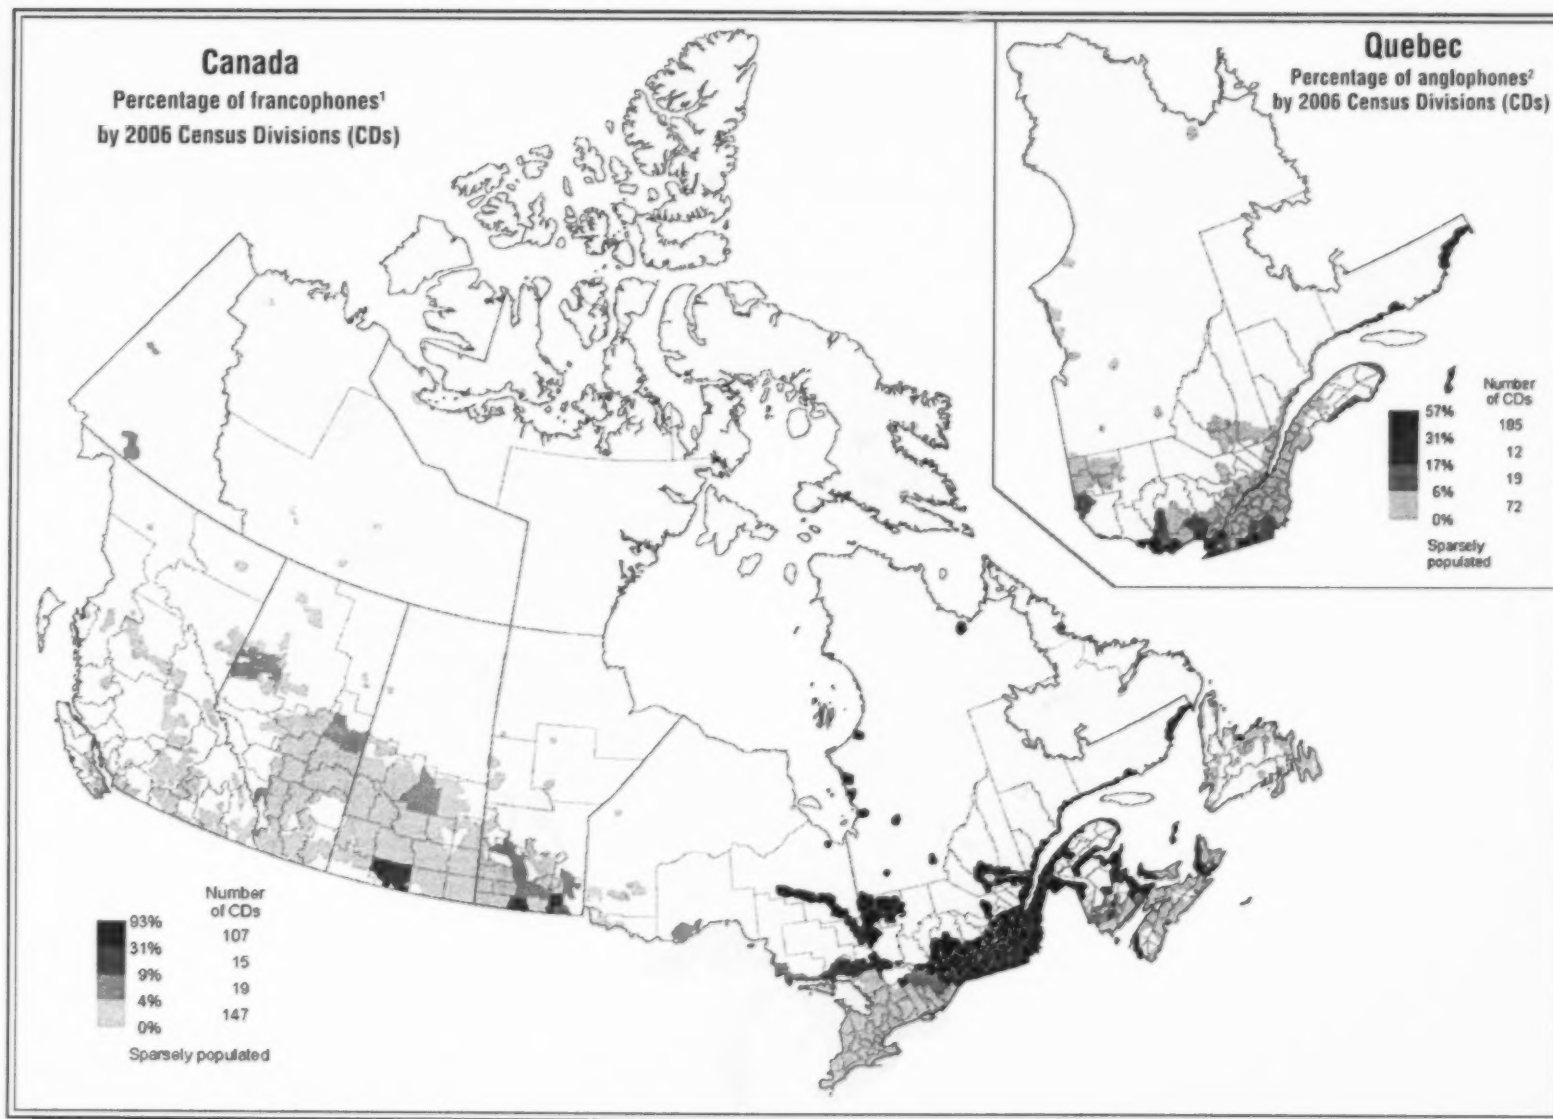 Canada
Percentage of francophones¹
by 2006 Census Divisions (CDs)
Quebec
Percentage of anglophones²
by 2006 Census Divisions (CDs)
Number
of CDs
57%
185
31%
12
17%
19
6%
72
0%
Sparsely
populated
Number
of CDs
93%
107
31%
15
9%
19
4%
147
0%
Sparsely populated